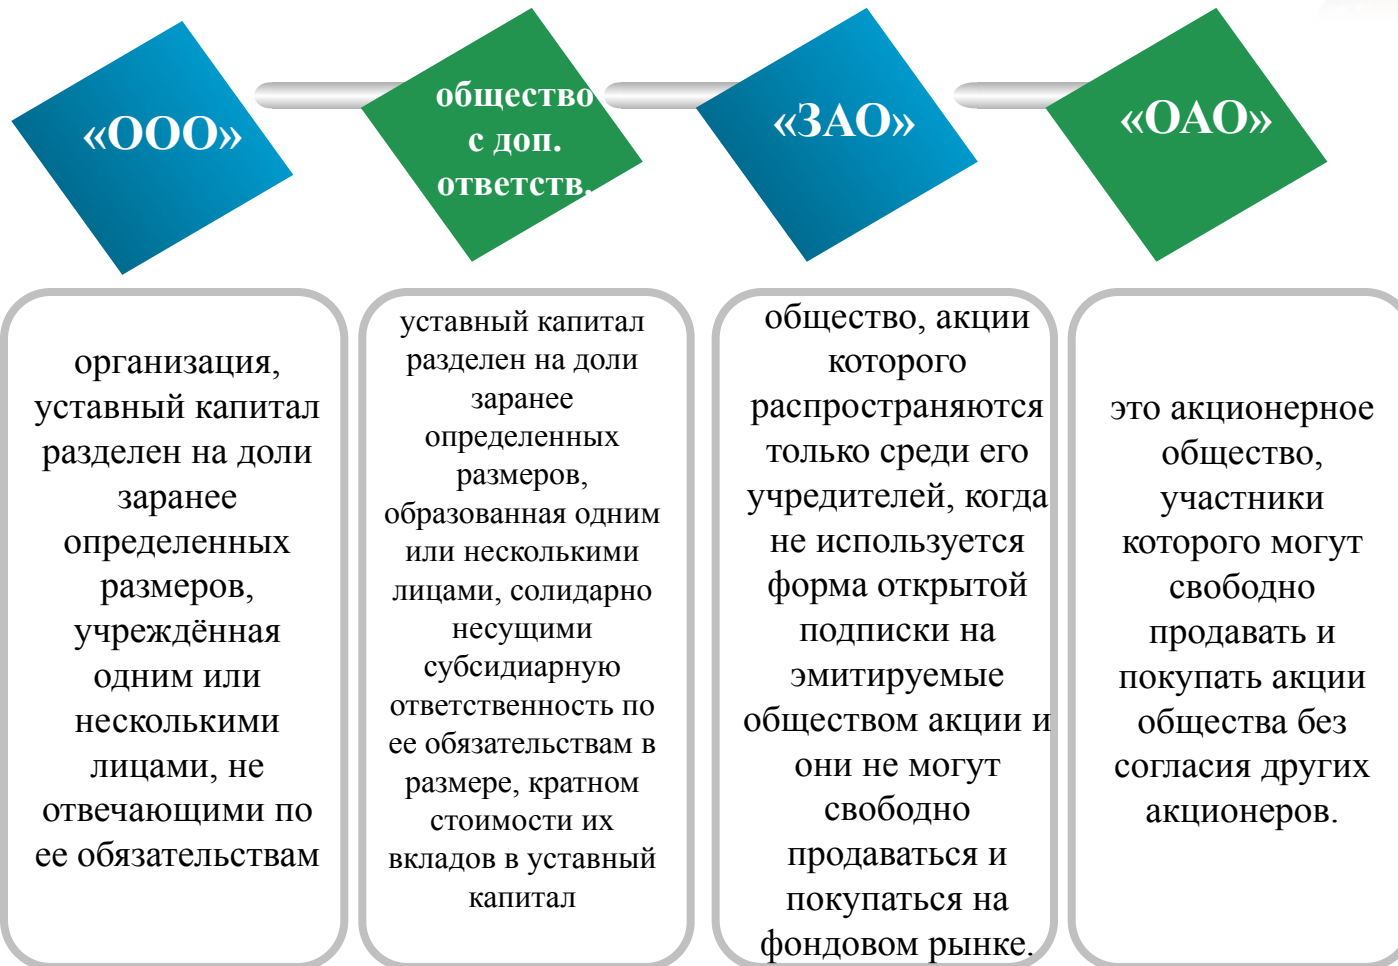 «ООО»
общество
с доп.
ответств.
«ЗАО»
«ОАО»
организация,
уставный капитал
разделен на доли
заранее
определенных
размеров,
учреждённая
одним или
несколькими
лицами, не
отвечающими по
ее обязательствам
уставный капитал
разделен на доли
заранее
определенных
размеров,
образованная одним
или несколькими
лицами, солидарно
несущими
субсидиарную
ответственность по
ее обязательствам в
размере, кратном
стоимости их
вкладов в уставный
капитал
общество, акции
которого
распространяются
только среди его
учредителей, когда
не используется
форма открытой
подписки на
эмитируемые
обществом акции и
они не могут
свободно
продаваться и
покупаться на
фондовом рынке.
это акционерное
общество,
участники
которого могут
свободно
продавать и
покупать акции
общества без
согласия других
акционеров.